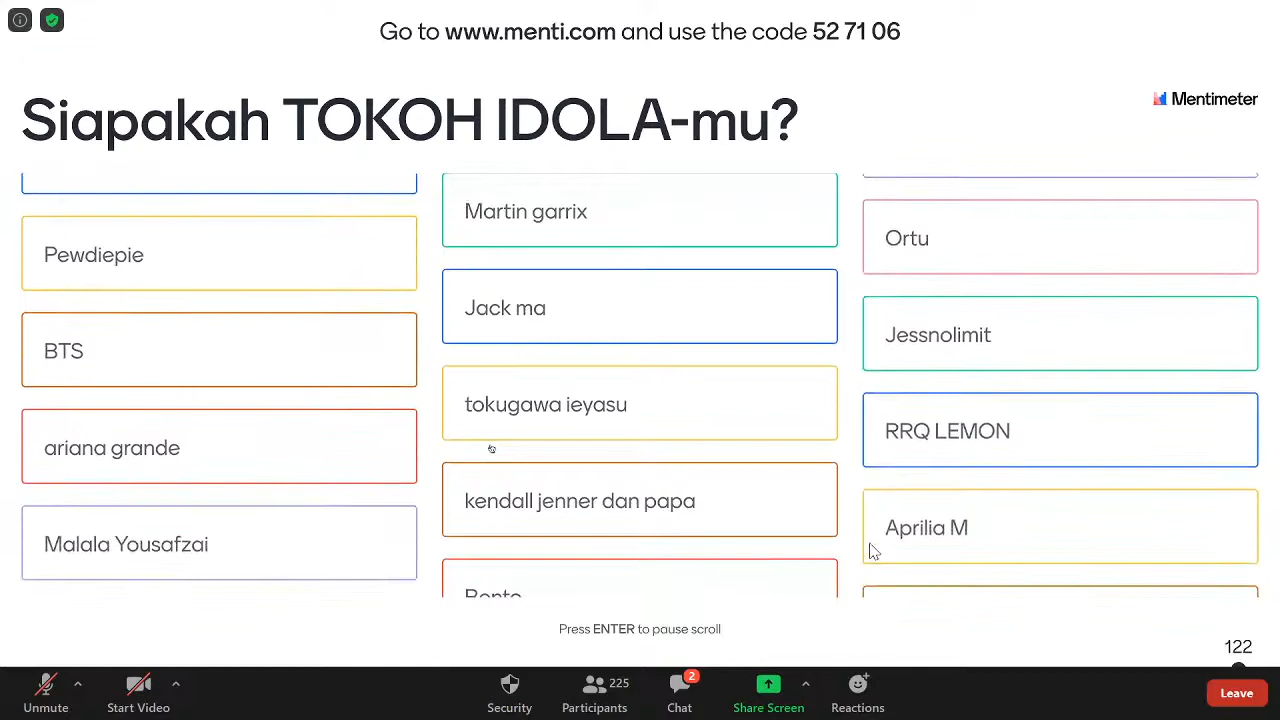 Go to www.menti.com and use the code 52 71 06
Siapakah TOKOH IDOLA-mu?
Mentimeter
Pewdiepie
BTS
ariana grande
Malala Yousafzai
Martin garrix
Jack ma
tokugawa ieyasu
kendall jenner dan papa
Ortu
Jessnolimit
RRQ LEMON
Aprilia M
Press ENTER to pause scroll
122
Unmute
Start Video
Security
225
Participants
2
Chat
Share Screen
Reactions
Leave